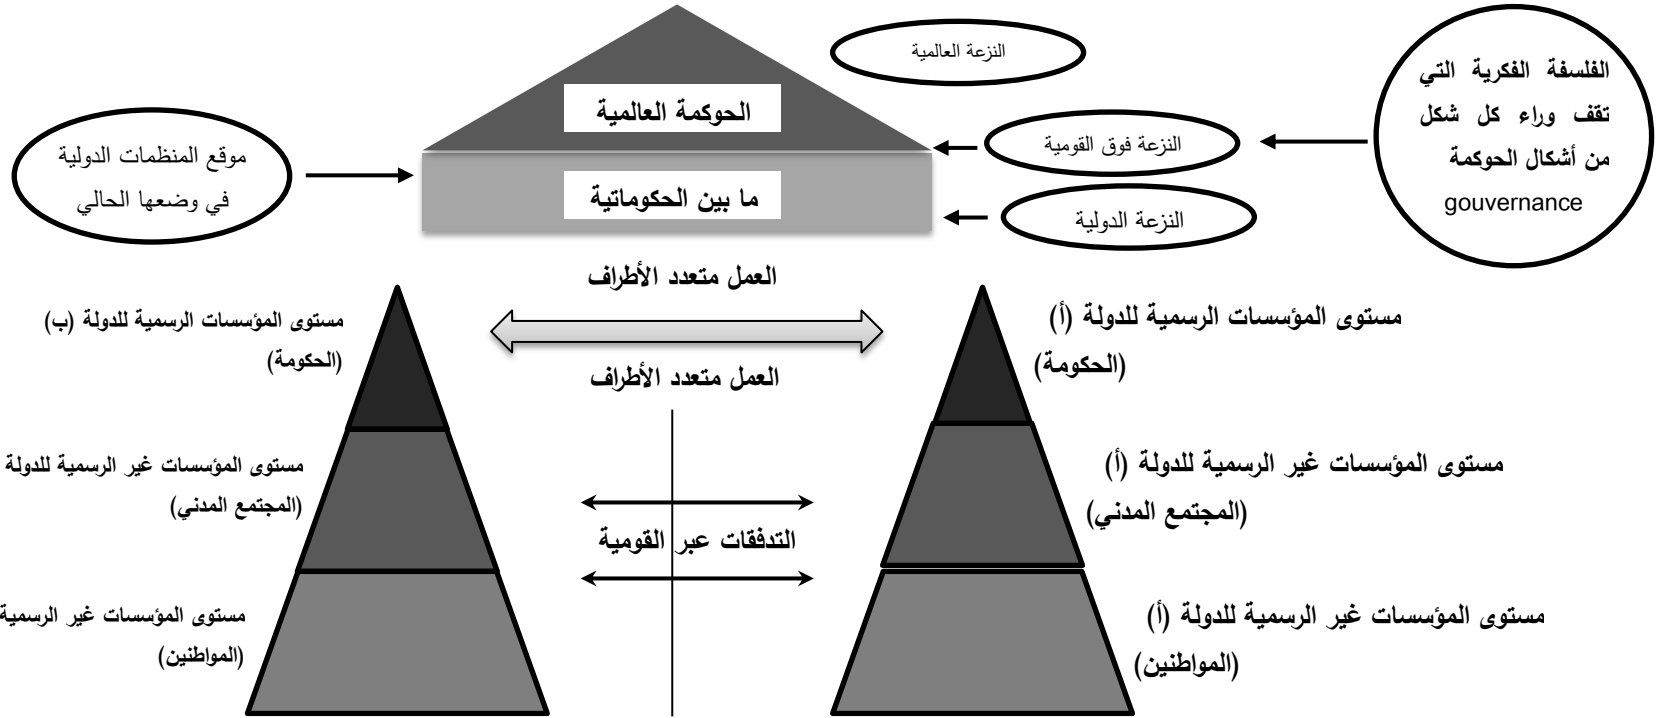 النزعة العالمية
الفلسفة الفكرية التي
تقف وراء كل شكل
من أشكال الحوكمة
gouvernance
الحوكمة العالمية
النزعة فوق القومية
موقع المنظمات الدولية
في وضعها الحالي
ما بين الحكوماتية
النزعة الدولية
العمل متعدد الأطراف
مستوى المؤسسات الرسمية للدولة (أ)
(الحكومة)
مستوى المؤسسات الرسمية للدولة (ب)
(الحكومة)
العمل متعدد الأطراف
مستوى المؤسسات غير الرسمية للدولة (أ)
(المجتمع المدني)
مستوى المؤسسات غير الرسمية للدولة
(المجتمع المدني)
التدفقات عبر القومية
مستوى المؤسسات غير الرسمية للدولة (أ)
(المواطنين)
مستوى المؤسسات غير الرسمية
(المواطنين)